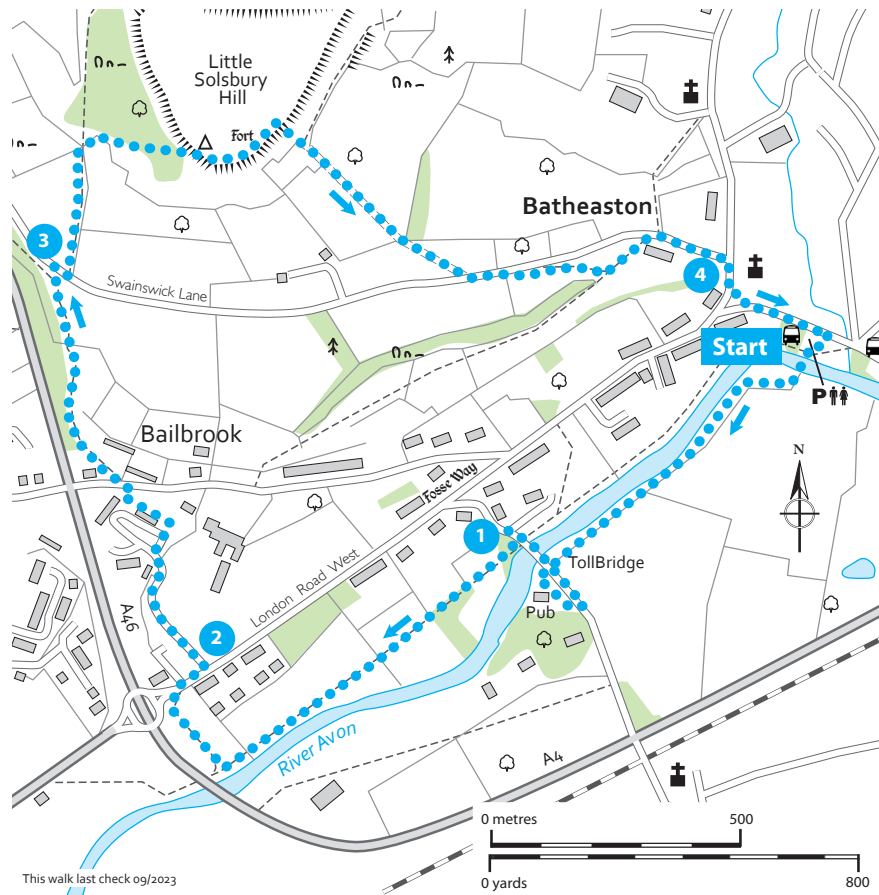 Little
Solsbury
Hill
Fort
Batheaston
3
4
Swainswick Lane
Start
P
Bailbrook
N
Fosse Way
1
TollBridge
London Road West
Pub
A46
2
River Avon
A4
0 metres 500
0 yards 800
This walk last check 09/2023